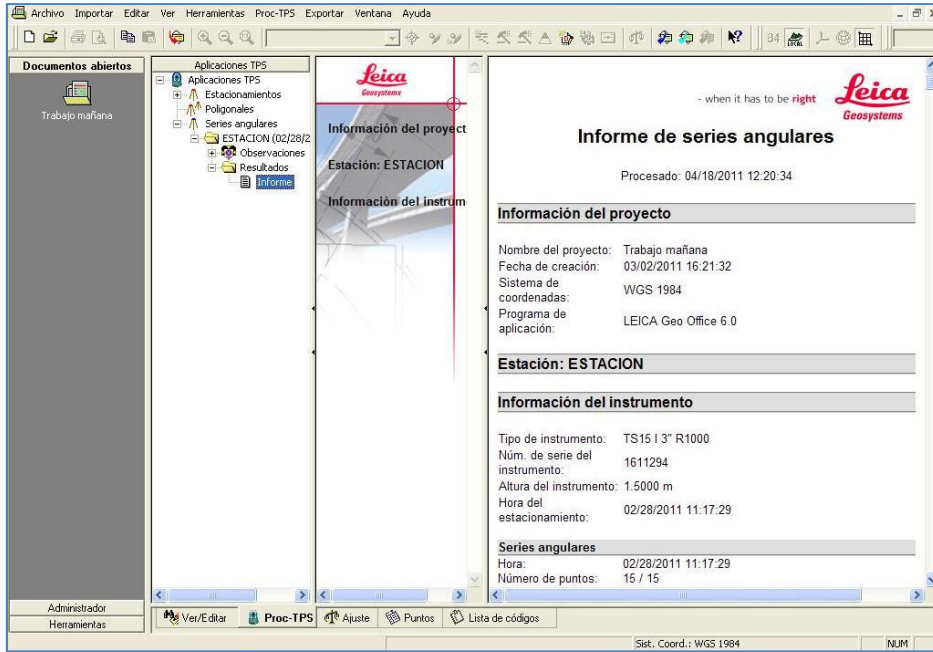 Archivo Importar Editar Ver Herramientas Proc-TPS Exportar Ventana Ayuda
84 LOCAL
Documentos abiertos
Trabajo mañana
Administrador
Herramientas
Aplicaciones TPS
Aplicaciones TPS
Estacionamientos
Poligonales
Series angulares
ESTACION (02/28/2
Observaciones
Resultados
Informe
Leica
Geosystems
Información del proyect
Estación: ESTACION
Información del instrum
- when it has to be right
Leica
Geosystems
Informe de series angulares
Procesado: 04/18/2011 12:20:34
Información del proyecto
Nombre del proyecto: Trabajo mañana
Fecha de creación: 03/02/2011 16:21:32
Sistema de coordenadas: WGS 1984
Programa de aplicación: LEICA Geo Office 6.0
Estación: ESTACION
Información del instrumento
Tipo de instrumento: TS15 I 3" R1000
Núm. de serie del instrumento: 1611294
Altura del instrumento: 1.5000 m
Hora del estacionamiento: 02/28/2011 11:17:29
Series angulares
Hora: 02/28/2011 11:17:29
Número de puntos: 15 / 15
Ver/Editar Proc-TPS Ajuste Puntos Lista de códigos
Sist. Coord.: WGS 1984 NUM